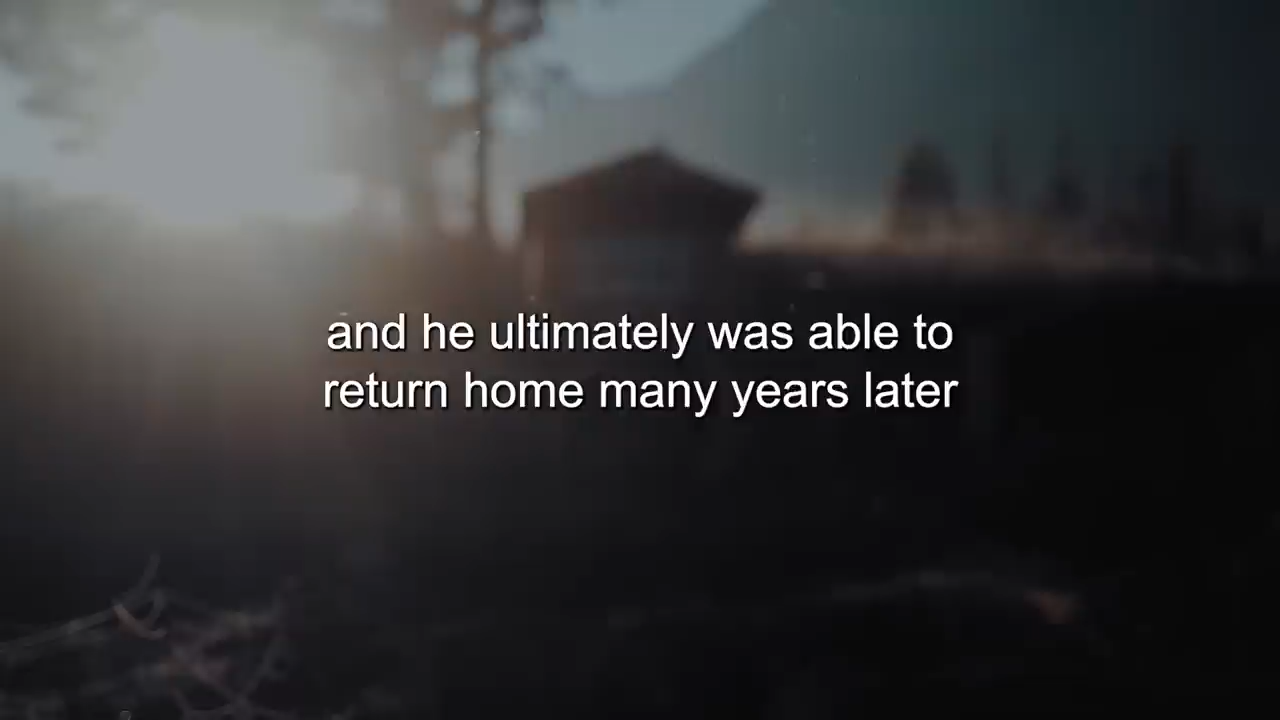 and he ultimately was able to
return home many years later